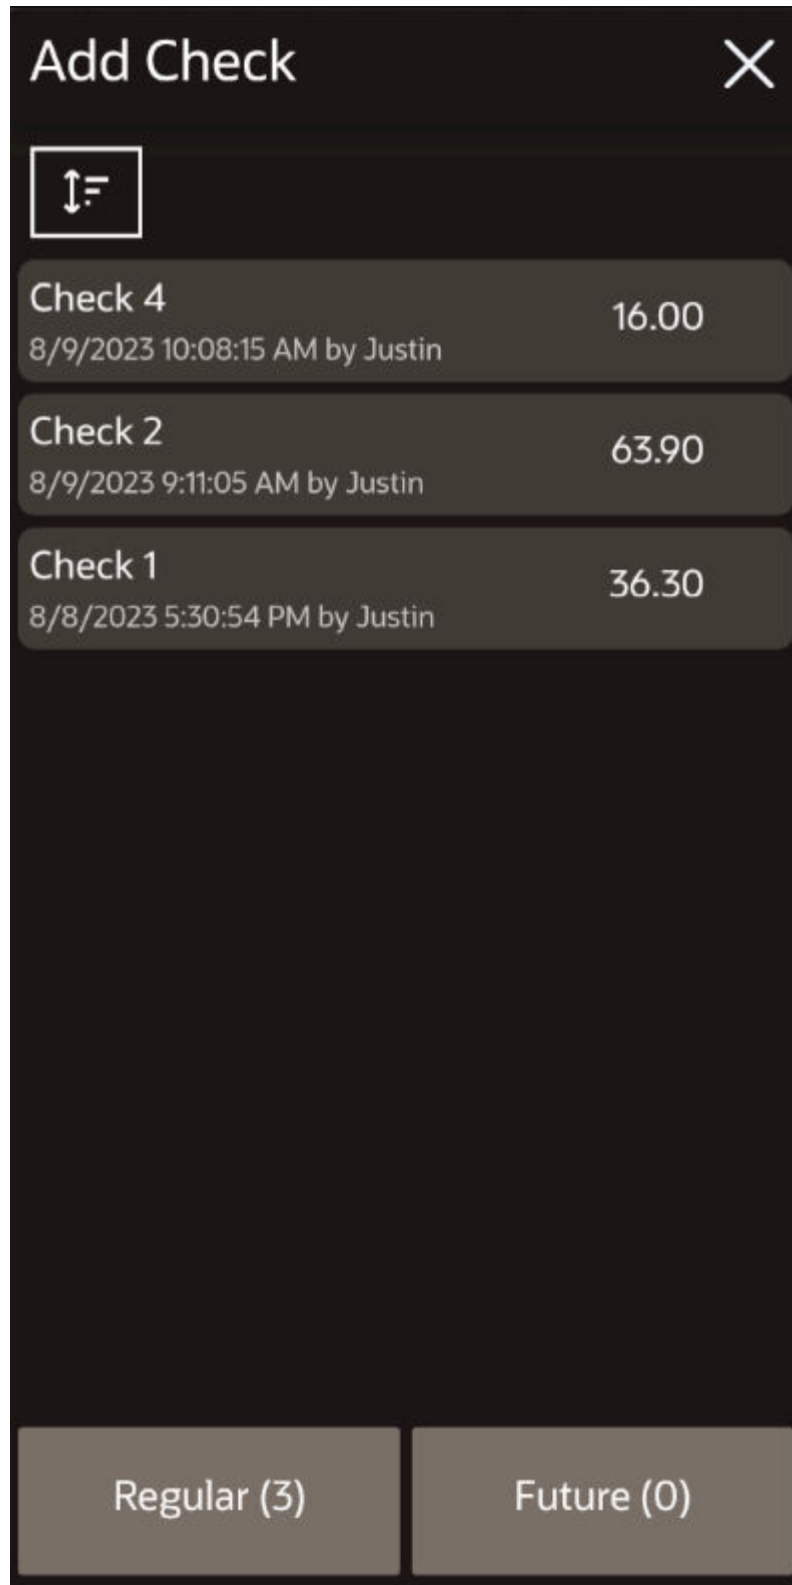 Add Check
Check 4
16.00
8/9/2023 10:08:15 AM by Justin
Check 2
63.90
8/9/2023 9:11:05 AM by Justin
Check 1
36.30
8/8/2023 5:30:54 PM by Justin
Regular (3)
Future (0)